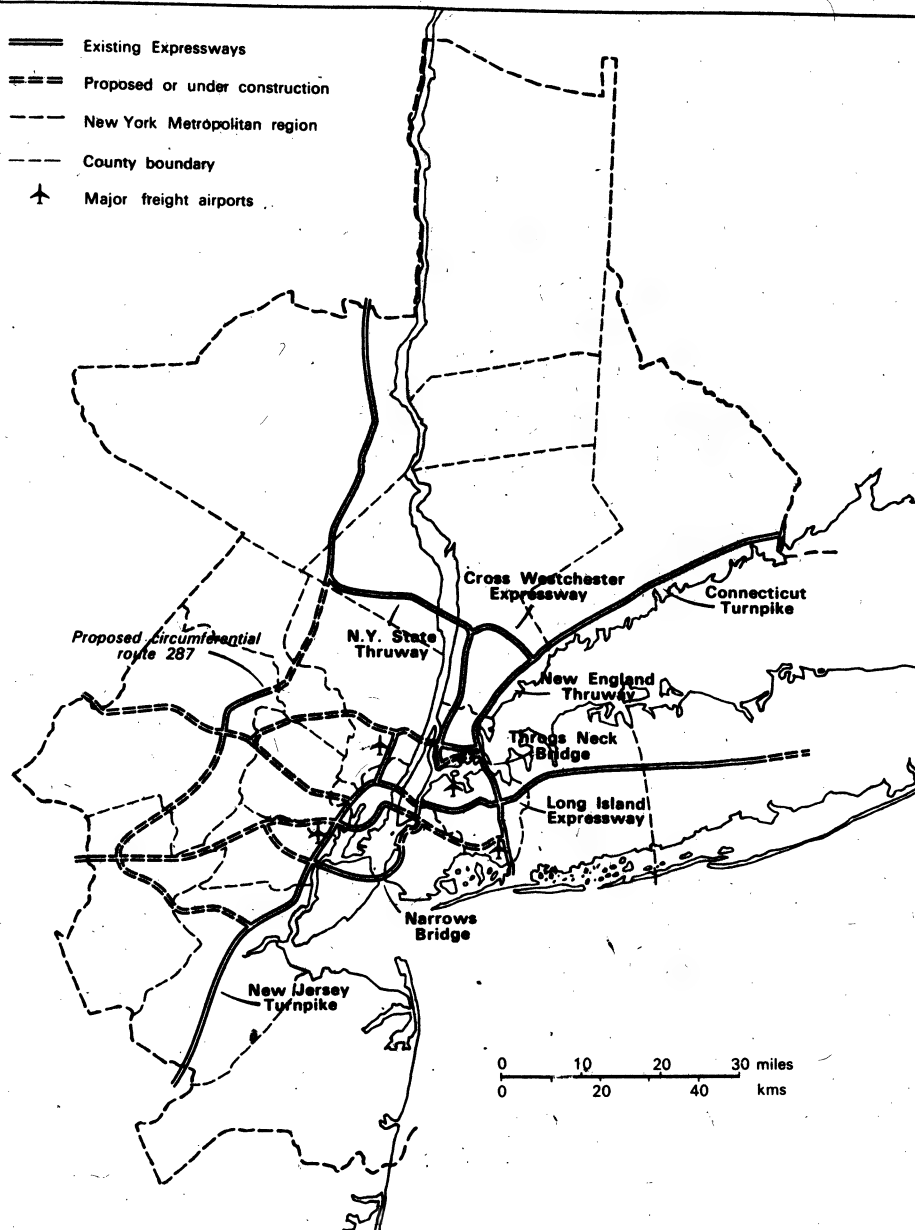 Existing Expressways
Proposed or under construction
New York Metropolitan region
County boundary
Major freight airports
Cross Westchester
Expressway
Connecticut
Turnpike
Proposed circumferential
route 287
N.Y. State
Thruway
New England
Thruway
Throgs Neck
Bridge
Long Island
Expressway
Narrows
Bridge
New Jersey
Turnpike
0 10 20 30 miles
0 20 40 kms